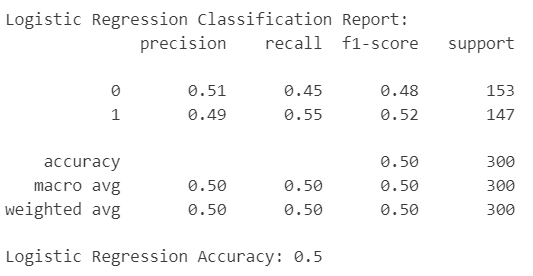 Logistic Regression Classification Report:
precision recall f1-score support
0 0.51 0.45 0.48 153
1 0.49 0.55 0.52 147
accuracy 0.50 300
macro avg 0.50 0.50 0.50 300
weighted avg 0.50 0.50 0.50 300
Logistic Regression Accuracy: 0.5